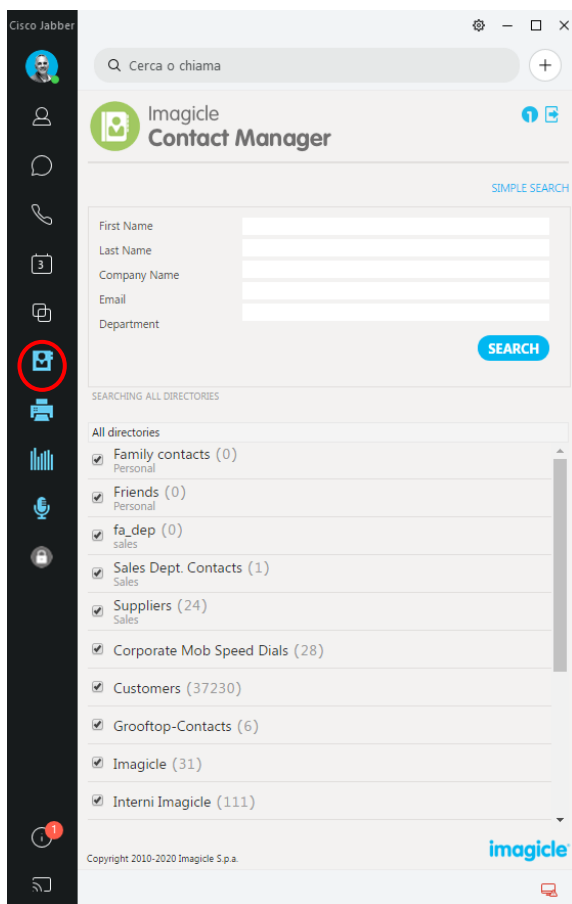 Cisco Jabber
Cerca o chiama
Imagicle
Contact Manager
SIMPLE SEARCH
First Name
Last Name
Company Name
Email
Department
SEARCH
SEARCHING ALL DIRECTORIES
All directories
Family contacts (0)
Personal
Friends (0)
Personal
fa_dep (0)
sales
Sales Dept. Contacts (1)
Sales
Suppliers (24)
Sales
Corporate Mob Speed Dials (28)
Customers (37230)
Grooftop-Contacts (6)
Imagicle (31)
Interni Imagicle (111)
3
1
imagicle
Copyright 2010-2020 Imagicle S.p.a.